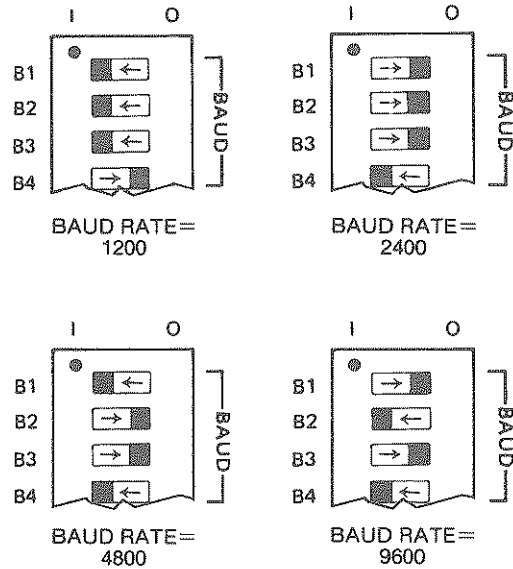 I O
B1
B2
B3
B4
BAUD
BAUD RATE=
1200
I O
B1
B2
B3
B4
BAUD
BAUD RATE=
2400
I O
B1
B2
B3
B4
BAUD
BAUD RATE=
4800
I O
B1
B2
B3
B4
BAUD
BAUD RATE=
9600